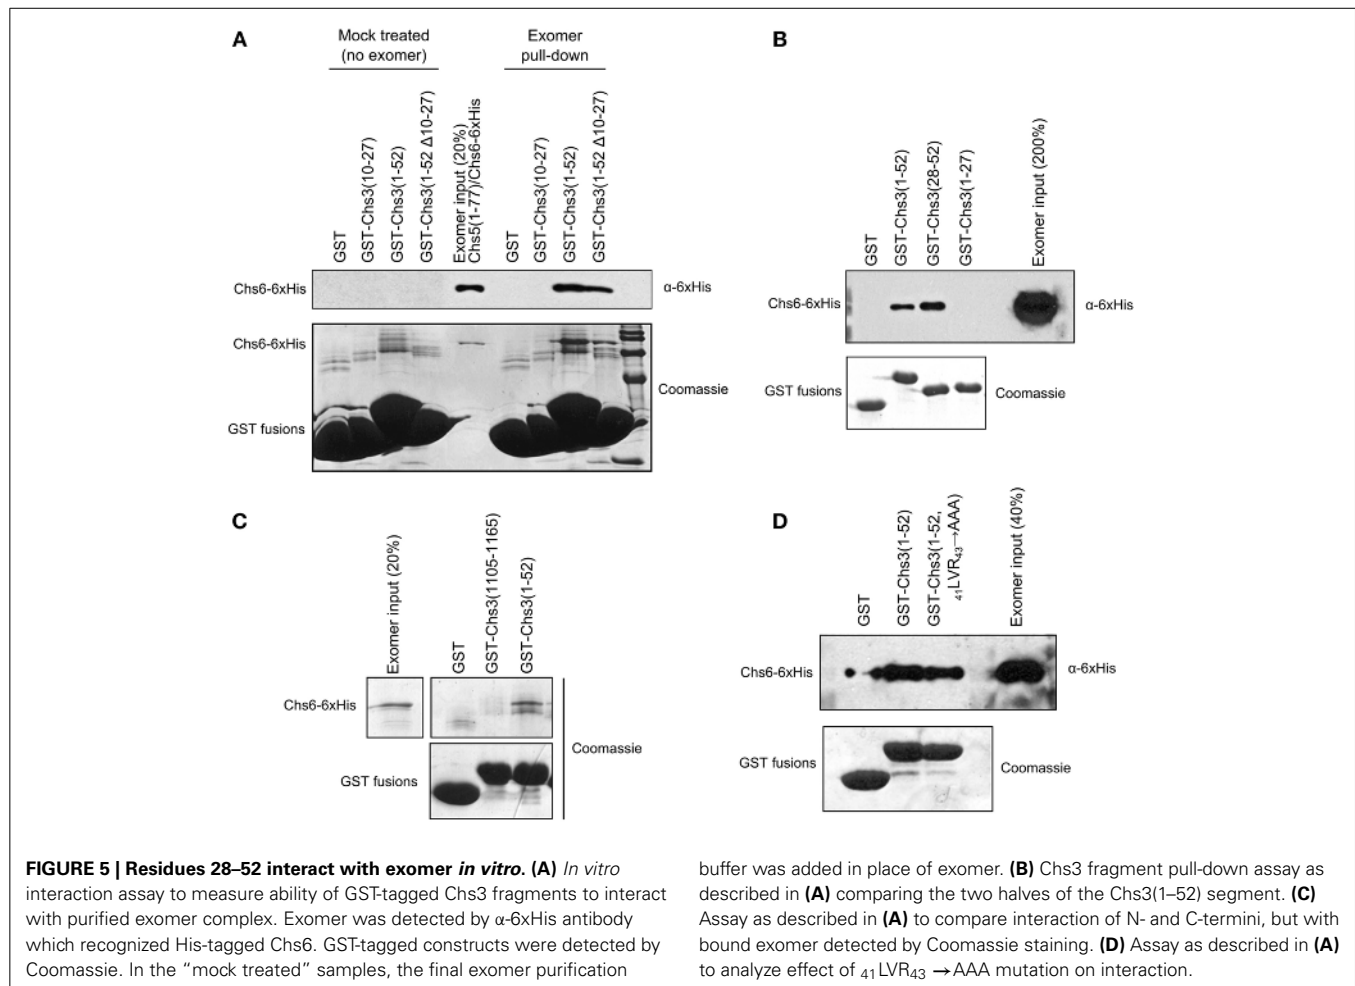 A
Mock treated
(no exomer)
Exomer
pull-down
GST
GST-Chs3(10-27)
GST-Chs3(1-52)
GST-Chs3(1-52 Δ10-27)
Exomer input (20%)
Chs5(1-77)/Chs6-6xHis
GST
GST-Chs3(10-27)
GST-Chs3(1-52)
GST-Chs3(1-52 Δ10-27)
Chs6-6xHis
α-6xHis
Chs6-6xHis
Coomassie
GST fusions
B
GST
GST-Chs3(1-52)
GST-Chs3(28-52)
GST-Chs3(1-27)
Exomer input (200%)
Chs6-6xHis
α-6xHis
GST fusions
Coomassie
C
Exomer input (20%)
GST
GST-Chs3(1105-1165)
GST-Chs3(1-52)
Chs6-6xHis
Coomassie
GST fusions
D
GST
GST-Chs3(1-52)
GST-Chs3(1-52,
41LVR43→AAA)
Exomer input (40%)
Chs6-6xHis
α-6xHis
GST fusions
Coomassie
FIGURE 5 | Residues 28–52 interact with exomer in vitro. (A) In vitro
interaction assay to measure ability of GST-tagged Chs3 fragments to interact
with purified exomer complex. Exomer was detected by α-6xHis antibody
which recognized His-tagged Chs6. GST-tagged constructs were detected by
Coomassie. In the “mock treated” samples, the final exomer purification
buffer was added in place of exomer. (B) Chs3 fragment pull-down assay as
described in (A) comparing the two halves of the Chs3(1–52) segment. (C)
Assay as described in (A) to compare interaction of N- and C-termini, but with
bound exomer detected by Coomassie staining. (D) Assay as described in (A)
to analyze effect of 41LVR43 →AAA mutation on interaction.